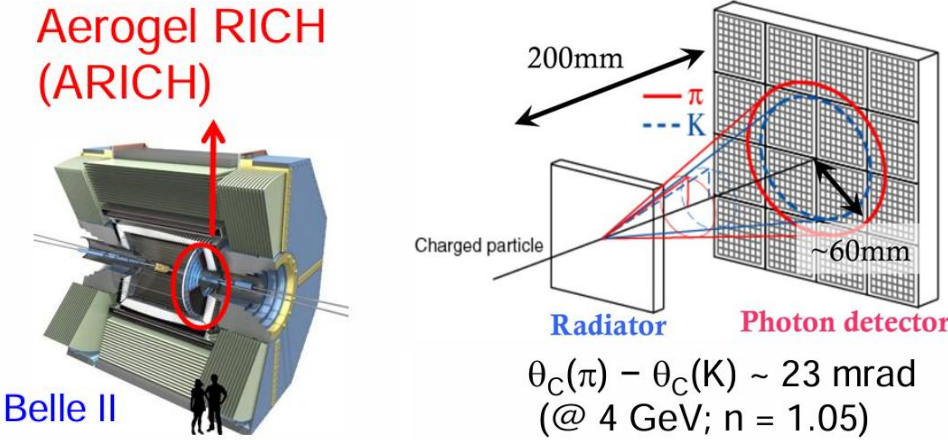 Aerogel RICH
(ARICH)
Belle II
200mm
π
K
Charged particle
~60mm
Radiator
Photon detector
θC(π) − θC(K) ~ 23 mrad
(@ 4 GeV; n = 1.05)